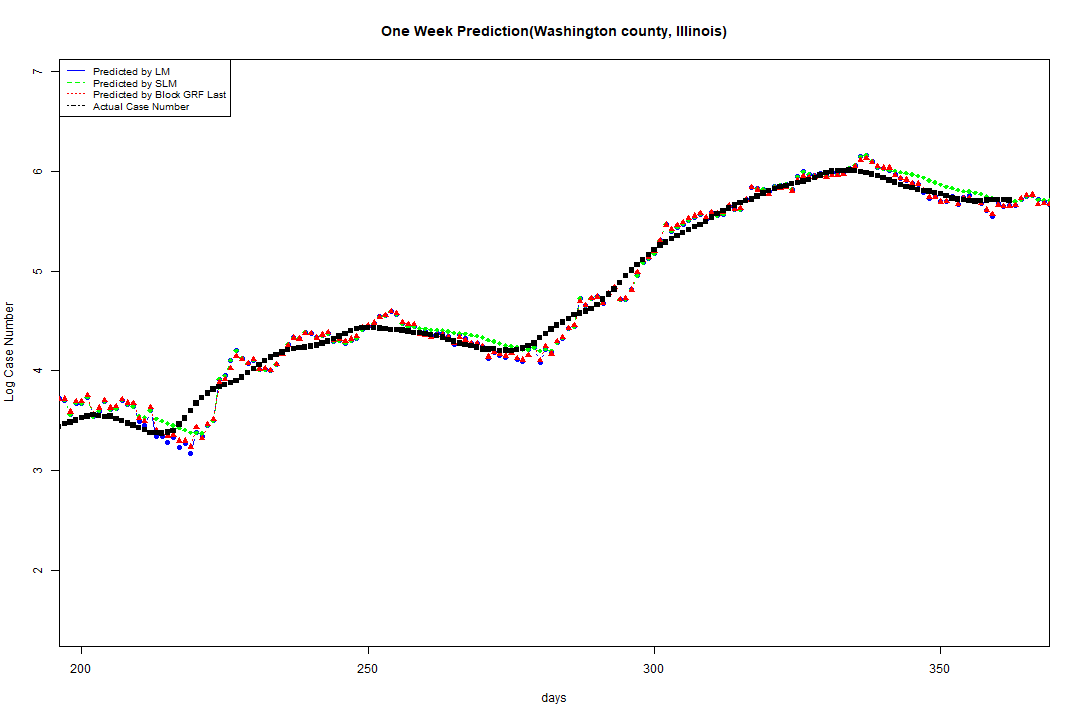 One Week Prediction(Washington county, Illinois)
Predicted by LM
Predicted by SLM
Predicted by Block GRF Last
Actual Case Number
7
6
5
4
3
2
Log Case Number
200 250 300 350
days